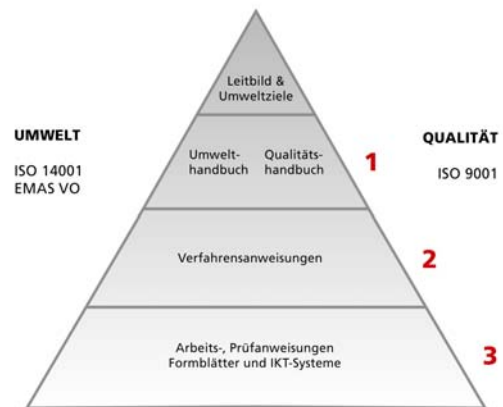 Leitbild &
Umweltziele
UMWELT
ISO 14001
EMAS VO
Umwelt-
handbuch
Qualitäts-
handbuch
1
QUALITÄT
ISO 9001
Verfahrensanweisungen
2
Arbeits-, Prüfanweisungen
Formblätter und IKT-Systeme
3